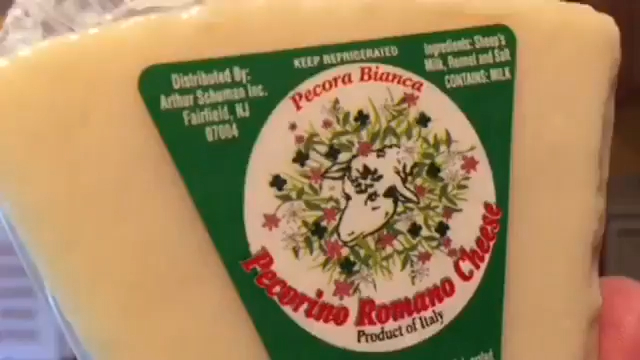 Distributed By:
Arthur Schuman Inc.
Fairfield, NJ
07004
KEEP REFRIGERATED
Ingredients: Sheep's
Milk, Rennet and Salt
CONTAINS: MILK
Pecora Bianca
Pecorino Romano Cheese
Product of Italy